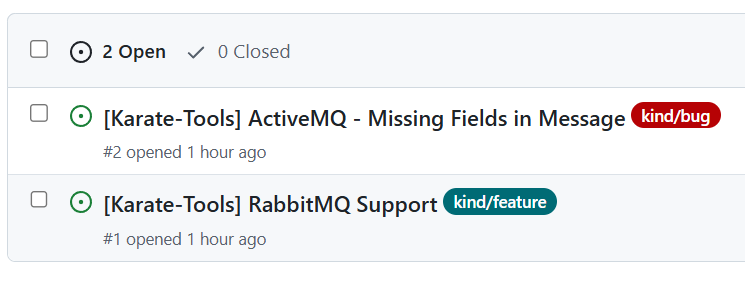 2 Open 0 Closed
[Karate-Tools] ActiveMQ - Missing Fields in Message kind/bug
#2 opened 1 hour ago
[Karate-Tools] RabbitMQ Support kind/feature
#1 opened 1 hour ago